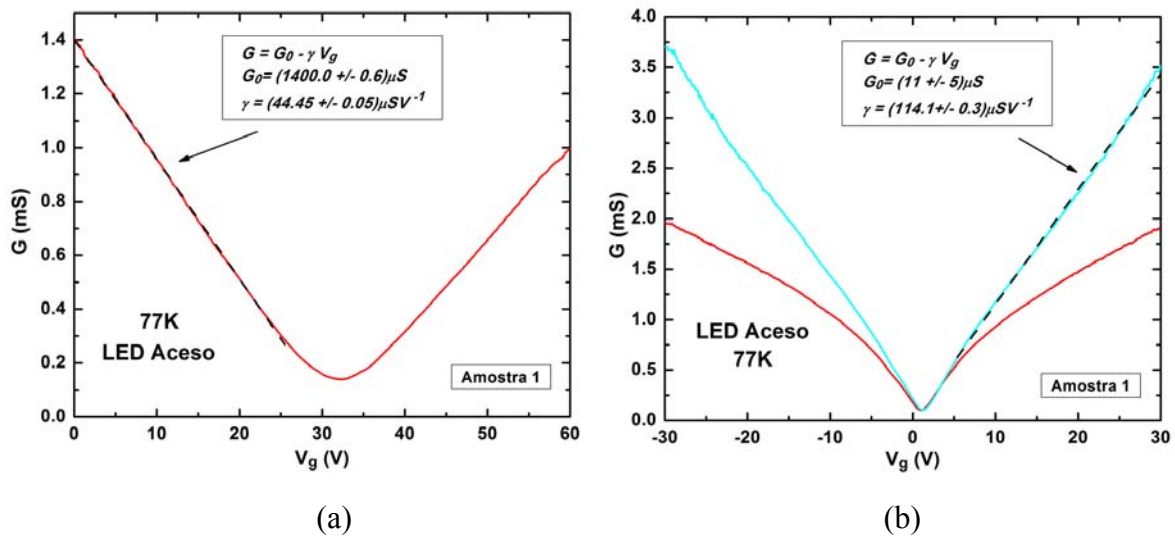 G = G₀ - γ V_g
G₀= (1400.0 +/- 0.6)μS
γ = (44.45 +/- 0.05)μSV⁻¹
1.4
1.2
1.0
0.8
0.6
0.4
0.2
0.0
G (mS)
77K
LED Aceso
Amostra 1
0 10 20 30 40 50 60
V_g (V)
(a)
G = G₀ - γ V_g
G₀= (11 +/- 5)μS
γ = (114.1+/- 0.3)μSV⁻¹
4.0
3.5
3.0
2.5
2.0
1.5
1.0
0.5
0.0
G (mS)
LED Aceso
77K
Amostra 1
-30 -20 -10 0 10 20 30
V_g (V)
(b)